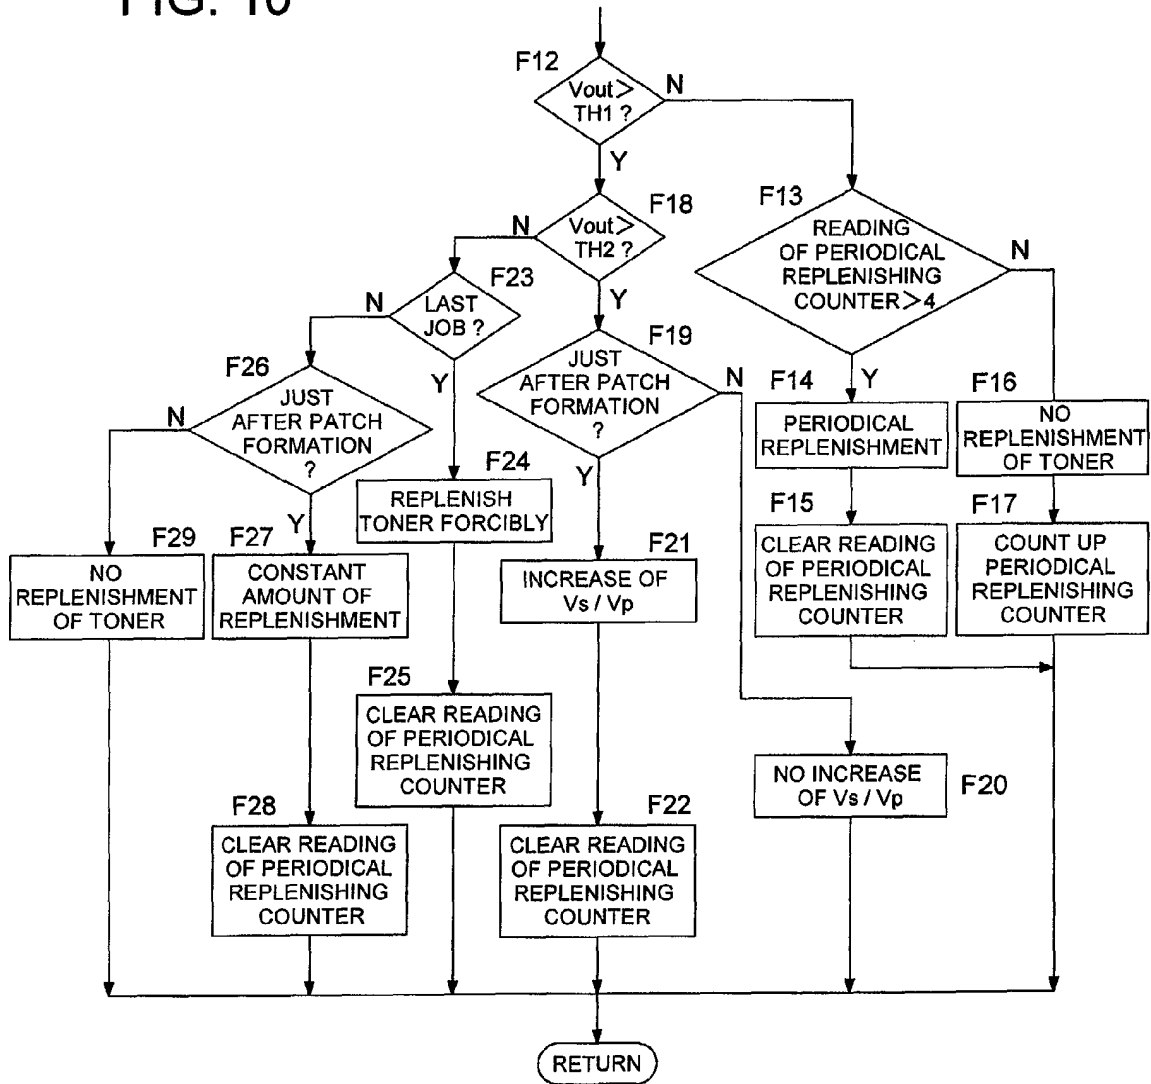 FIG. 10
F12
Vout>
TH1 ?
N
Y
F18
Vout>
TH2 ?
N
Y
F13
READING
OF PERIODICAL
REPLENISHING
COUNTER>4
N
Y
F23
LAST
JOB ?
N
Y
F19
JUST
AFTER PATCH
FORMATION
?
N
Y
F26
JUST
AFTER PATCH
FORMATION
?
N
Y
F14
PERIODICAL
REPLENISHMENT
F16
NO
REPLENISHMENT
OF TONER
F24
REPLENISH
TONER FORCIBLY
F15
CLEAR READING
OF PERIODICAL
REPLENISHING
COUNTER
F17
COUNT UP
PERIODICAL
REPLENISHING
COUNTER
F29
NO
REPLENISHMENT
OF TONER
F27
CONSTANT
AMOUNT OF
REPLENISHMENT
F21
INCREASE OF
Vs / Vp
F25
CLEAR READING
OF PERIODICAL
REPLENISHING
COUNTER
F20
NO INCREASE
OF Vs / Vp
F28
CLEAR READING
OF PERIODICAL
REPLENISHING
COUNTER
F22
CLEAR READING
OF PERIODICAL
REPLENISHING
COUNTER
RETURN